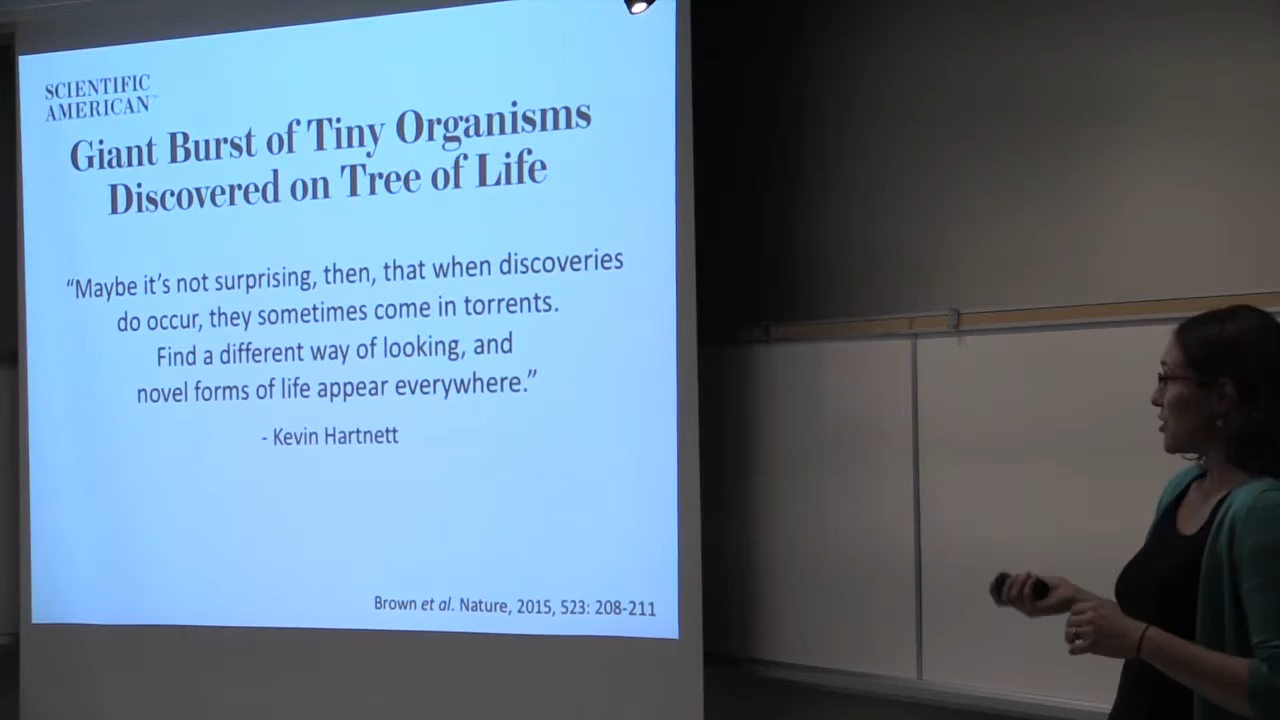 SCIENTIFIC
AMERICAN™
Giant Burst of Tiny Organisms
Discovered on Tree of Life
“Maybe it’s not surprising, then, that when discoveries
do occur, they sometimes come in torrents.
Find a different way of looking, and
novel forms of life appear everywhere.”
- Kevin Hartnett
Brown et al. Nature, 2015, 523: 208-211